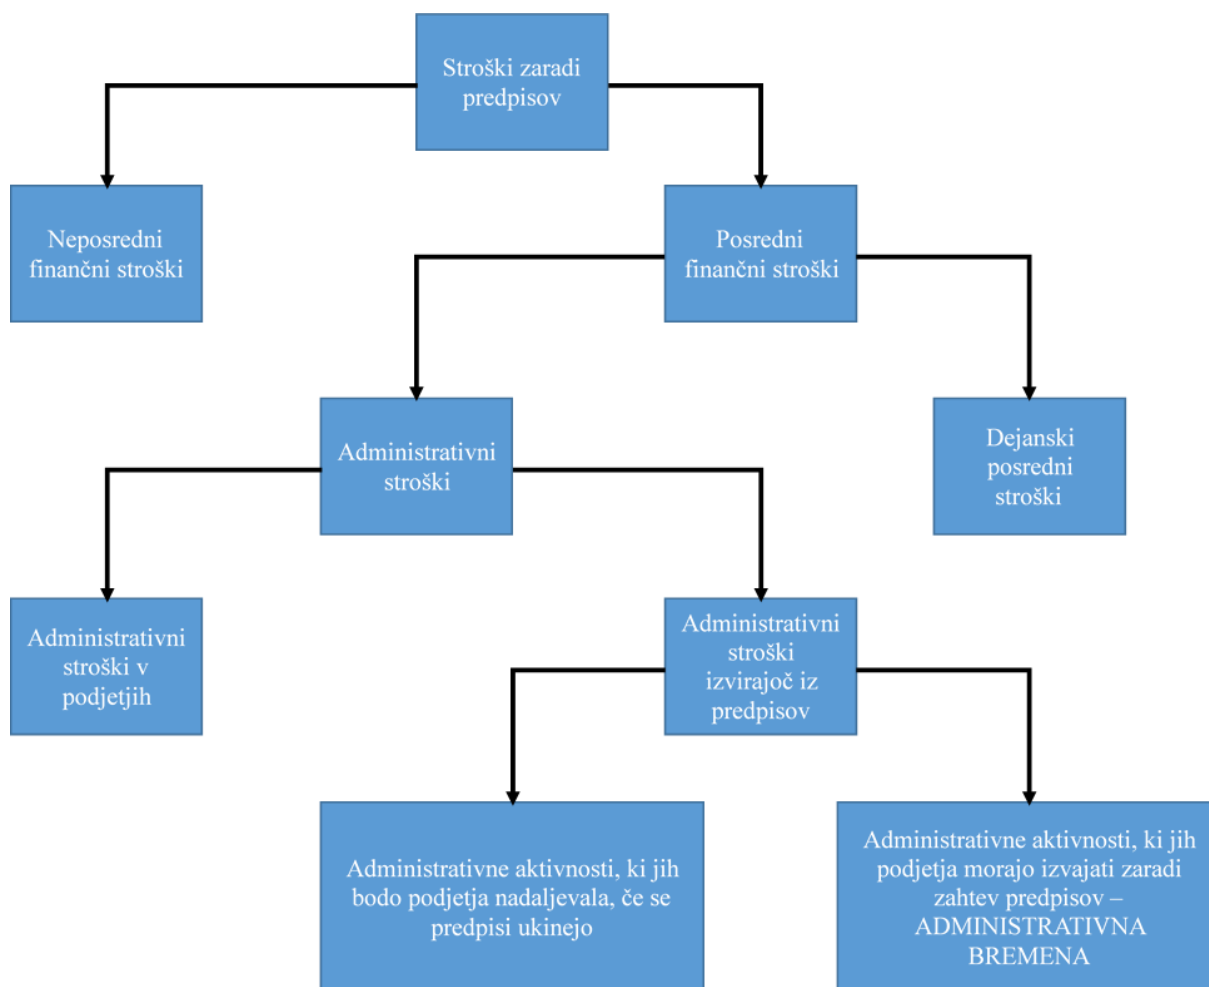 Stroški zaradi
predpisov
Neposredni
finančni stroški
Posredni
finančni stroški
Administrativni
stroški
Dejanski
posredni
stroški
Administrativni
stroški v
podjetjih
Administrativni
stroški
izvirajoč iz
predpisov
Administrativne aktivnosti, ki jih
bodo podjetja nadaljevala, če se
predpisi ukinejo
Administrativne aktivnosti, ki jih
podjetja morajo izvajati zaradi
zahtev predpisov –
ADMINISTRATIVNA
BREMENA